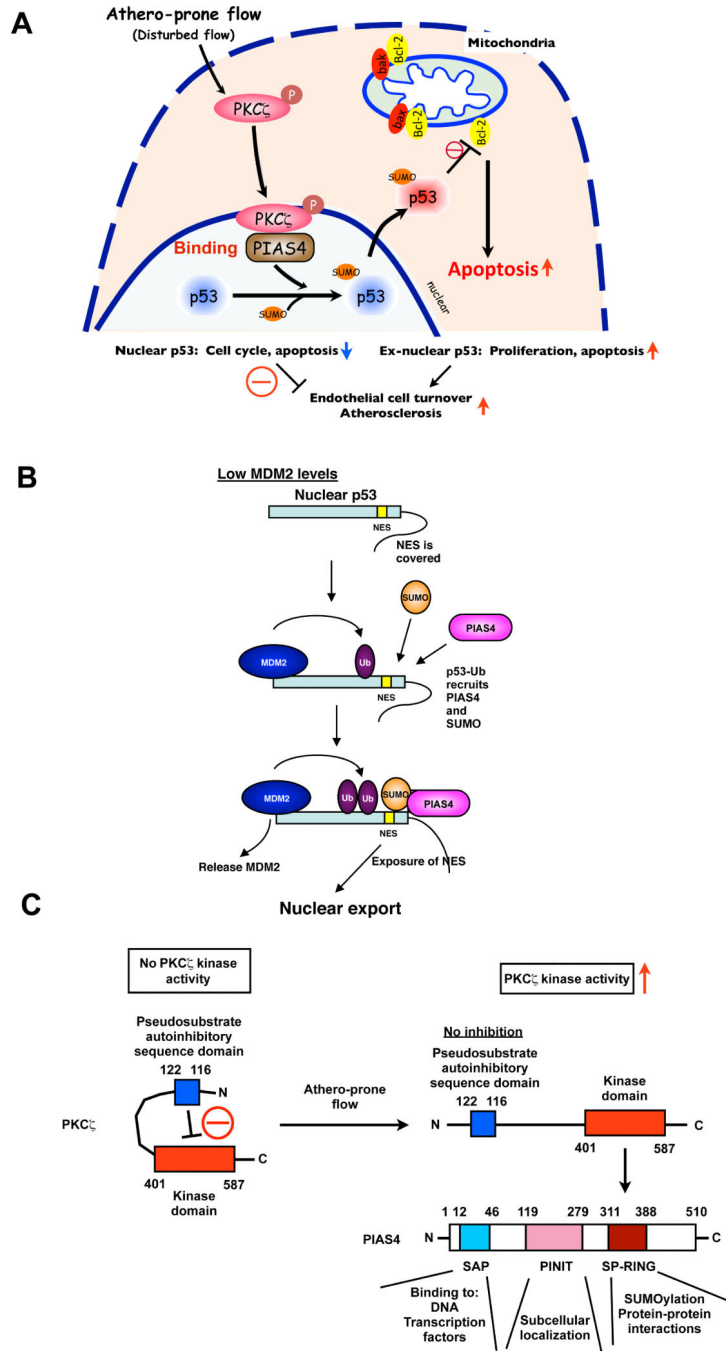 A
Athero-prone flow
(Disturbed flow)
PKCζ
P
Mitochondria
bak
Bcl-2
bax
Bcl-2
Bcl-2
SUMO
p53
PKCζ
P
Binding
PIAS4
SUMO
p53
SUMO
p53
nuclear
Apoptosis
Nuclear p53: Cell cycle, apoptosis
Ex-nuclear p53: Proliferation, apoptosis
Endothelial cell turnover
Atherosclerosis
B
Low MDM2 levels
Nuclear p53
NES
NES is
covered
SUMO
PIAS4
MDM2
Ub
NES
p53-Ub
recruits
PIAS4
and
SUMO
MDM2
Ub
Ub
SUMO
PIAS4
NES
Release MDM2
Exposure of NES
Nuclear export
C
No PKCζ kinase
activity
PKCζ kinase activity
Pseudosubstrate
autoinhibitory
sequence domain
122 116
N
PKCζ
C
401 587
Kinase
domain
Athero-prone
flow
No inhibition
Pseudosubstrate
autoinhibitory
sequence domain
122 116
Kinase
domain
N
C
401 587
1 12 46 119 279 311 388 510
PIAS4 N C
SAP PINIT SP-RING
Binding to:
DNA
Transcription
factors
Subcellular
localization
SUMOylation
Protein-protein
interactions